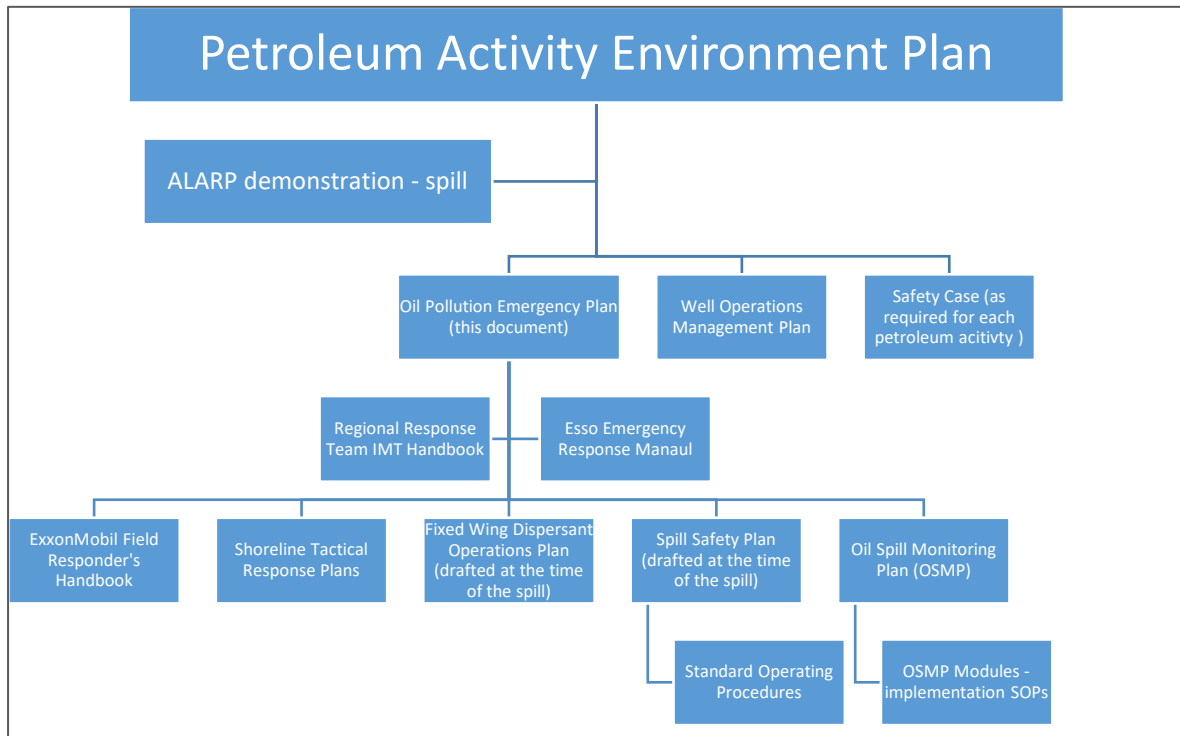 Petroleum Activity Environment Plan
ALARP demonstration - spill
Oil Pollution Emergency Plan
(this document)
Well Operations
Management Plan
Safety Case (as
required for each
petroleum acitivty )
Regional Response
Team IMT Handbook
Esso Emergency
Response Manaul
ExxonMobil Field
Responder's
Handbook
Shoreline Tactical
Response Plans
Fixed Wing Dispersant
Operations Plan
(drafted at the time
of the spill)
Spill Safety Plan
(drafted at the time
of the spill)
Oil Spill Monitoring
Plan (OSMP)
Standard Operating
Procedures
OSMP Modules -
implementation SOPs